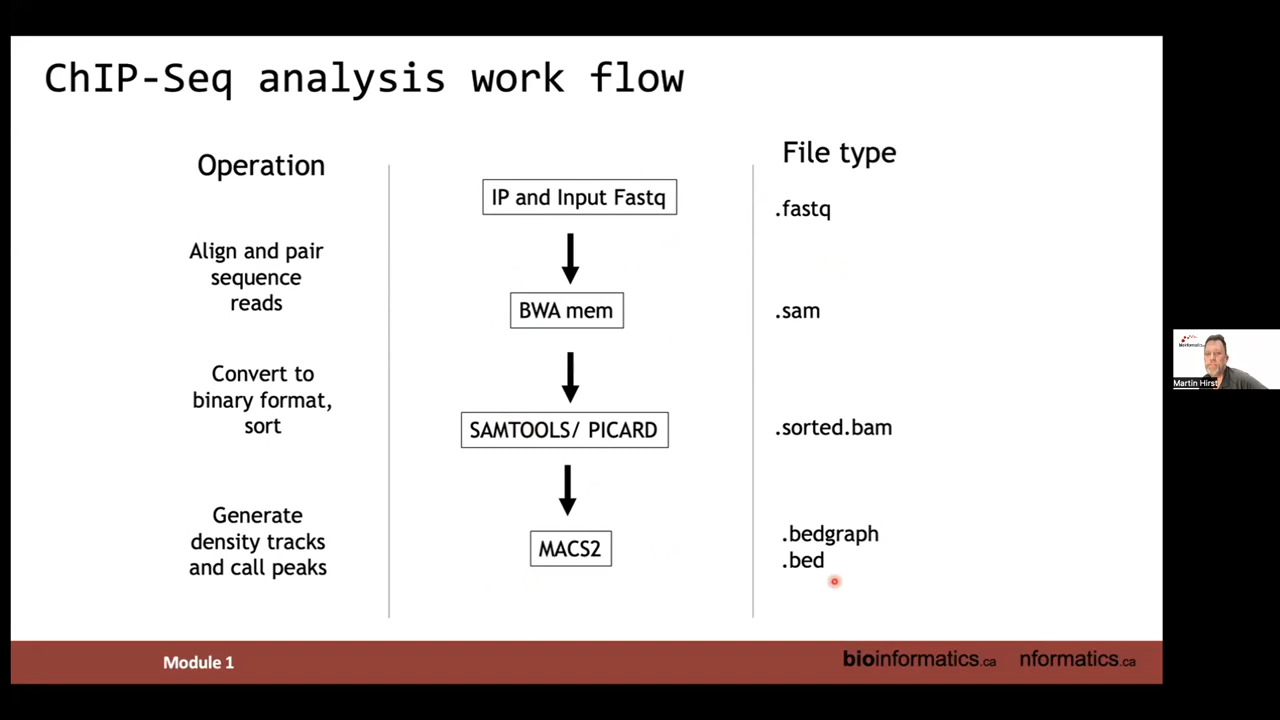 ChIP-Seq analysis work flow
Operation
File type
IP and Input Fastq
.fastq
Align and pair
sequence
reads
BWA mem
.sam
Convert to
binary format,
sort
SAMTOOLS/ PICARD
.sorted.bam
Generate
density tracks
and call peaks
MACS2
.bedgraph
.bed
Module 1
bioinformatics.ca
nformatics.ca
Martin Hirst